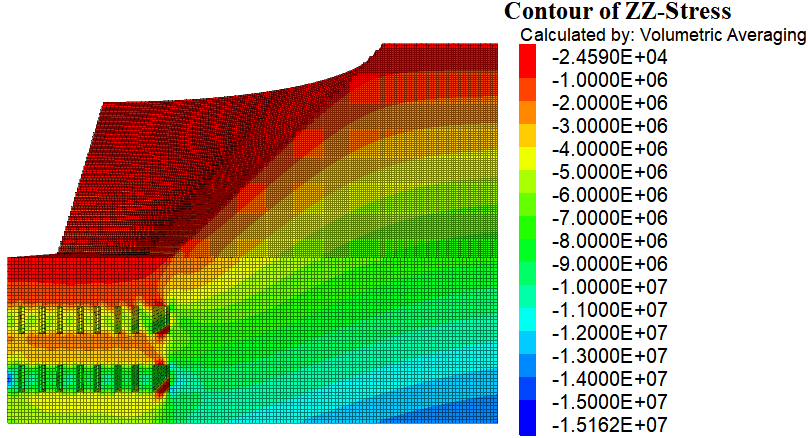 Contour of ZZ-Stress
Calculated by: Volumetric Averaging
-2.4590E+04
-1.0000E+06
-2.0000E+06
-3.0000E+06
-4.0000E+06
-5.0000E+06
-6.0000E+06
-7.0000E+06
-8.0000E+06
-9.0000E+06
-1.0000E+07
-1.1000E+07
-1.2000E+07
-1.3000E+07
-1.4000E+07
-1.5000E+07
-1.5162E+07